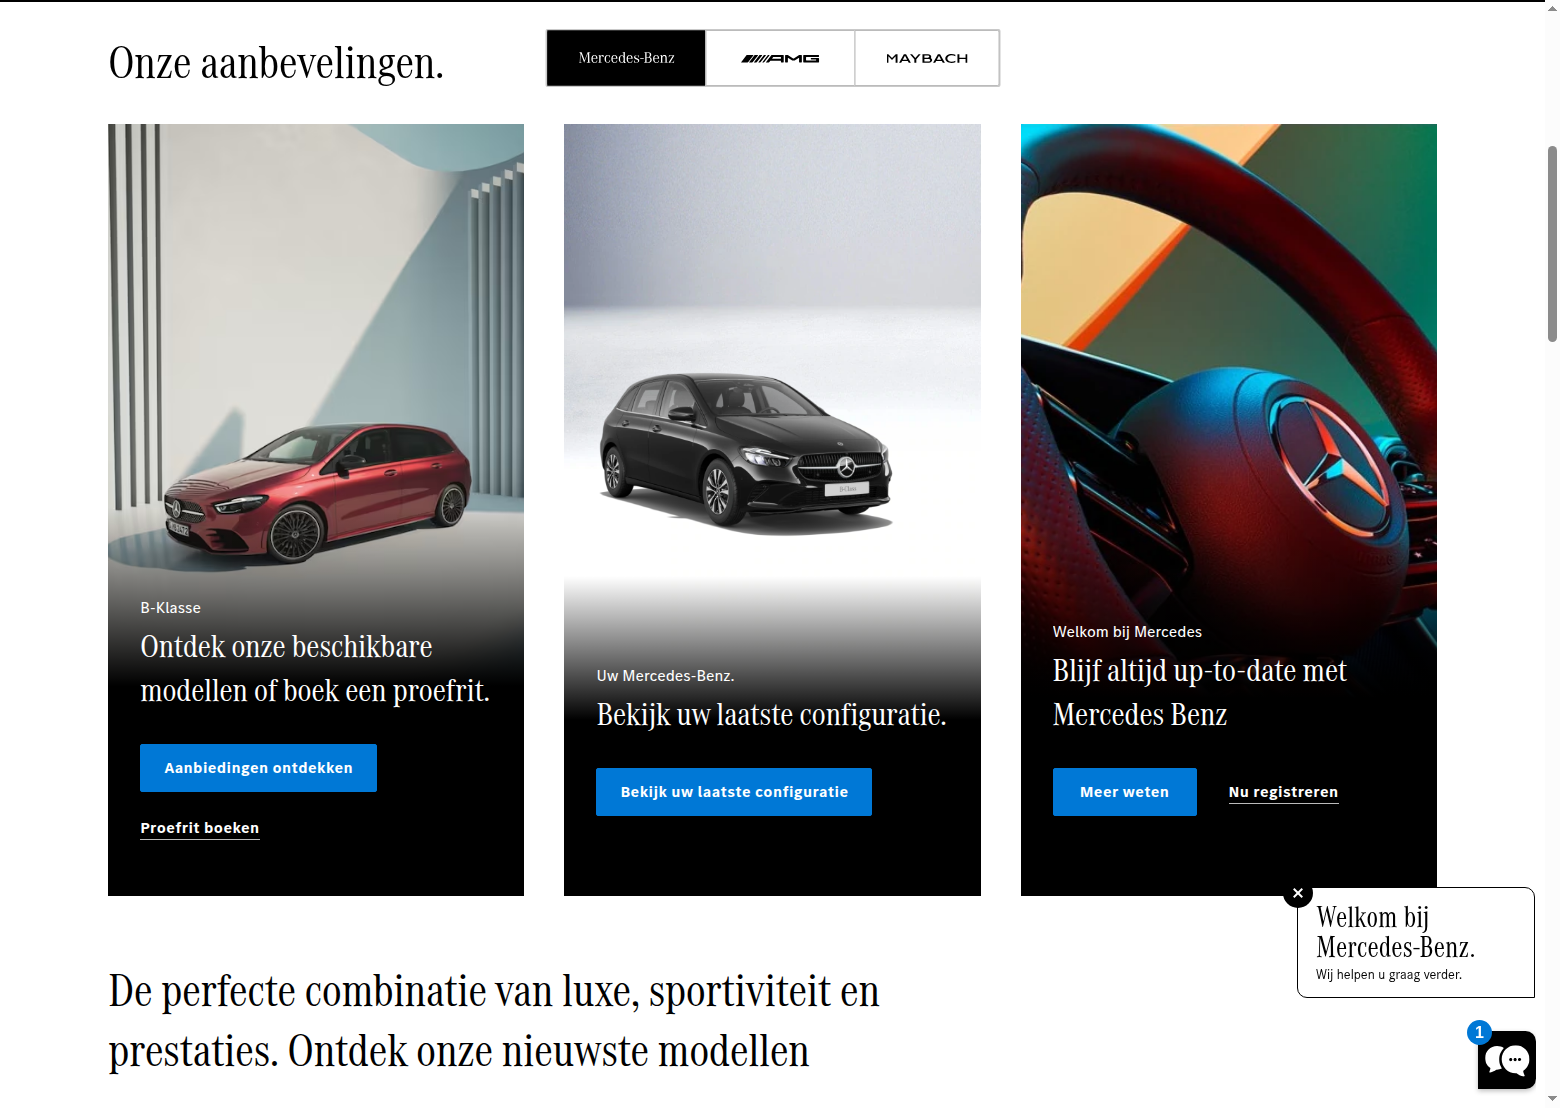 Onze aanbevelingen.
Mercedes-Benz
AMG
MAYBACH
B-Klasse
Ontdek onze beschikbare
modellen of boek een proefrit.
Aanbiedingen ontdekken
Proefrit boeken
Uw Mercedes-Benz.
Bekijk uw laatste configuratie.
Bekijk uw laatste configuratie
Welkom bij Mercedes
Blijf altijd up-to-date met
Mercedes Benz
Meer weten
Nu registreren
De perfecte combinatie van luxe, sportiviteit en
prestaties. Ontdek onze nieuwste modellen
Welkom bij
Mercedes-Benz.
Wij helpen u graag verder.
1